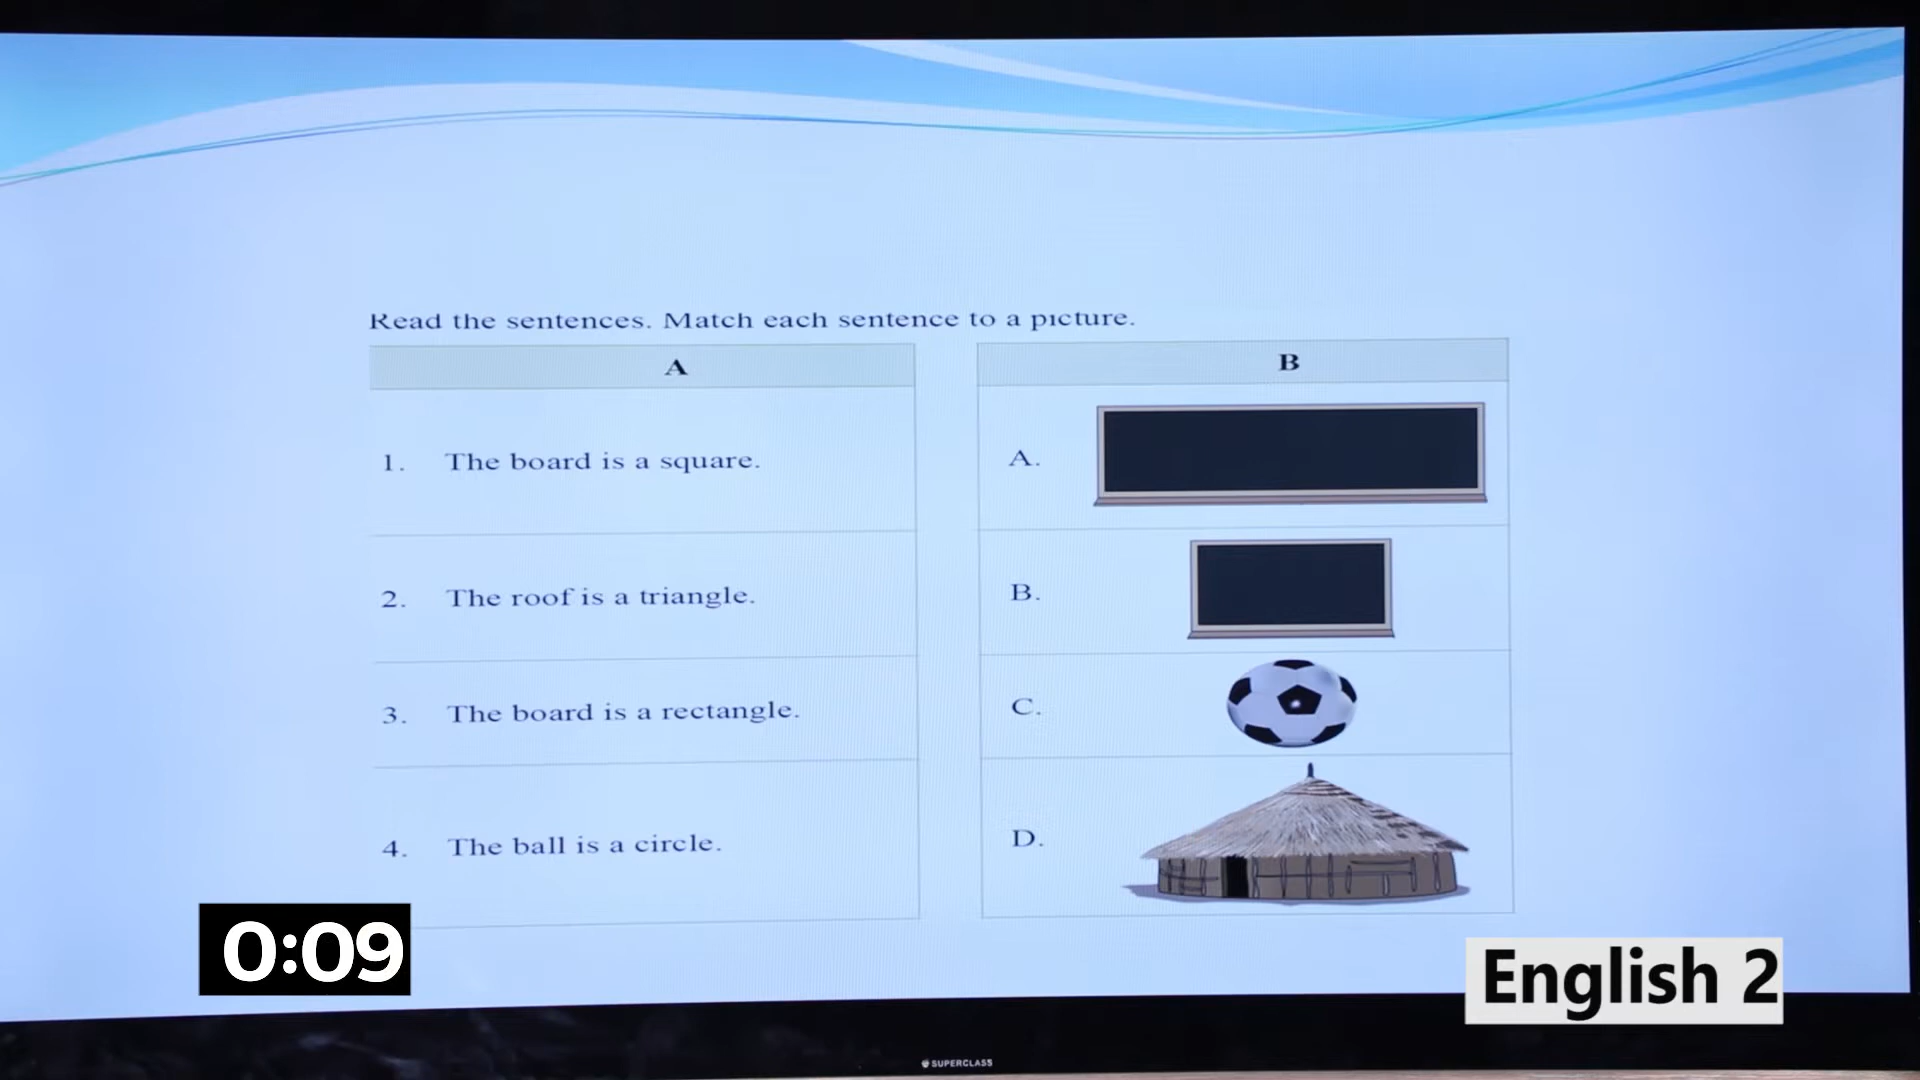 Read the sentences. Match each sentence to a picture.
A
B
1. The board is a square.
A.
2. The roof is a triangle.
B.
3. The board is a rectangle.
C.
4. The ball is a circle.
D.
0:09
English 2
SUPERCLASS